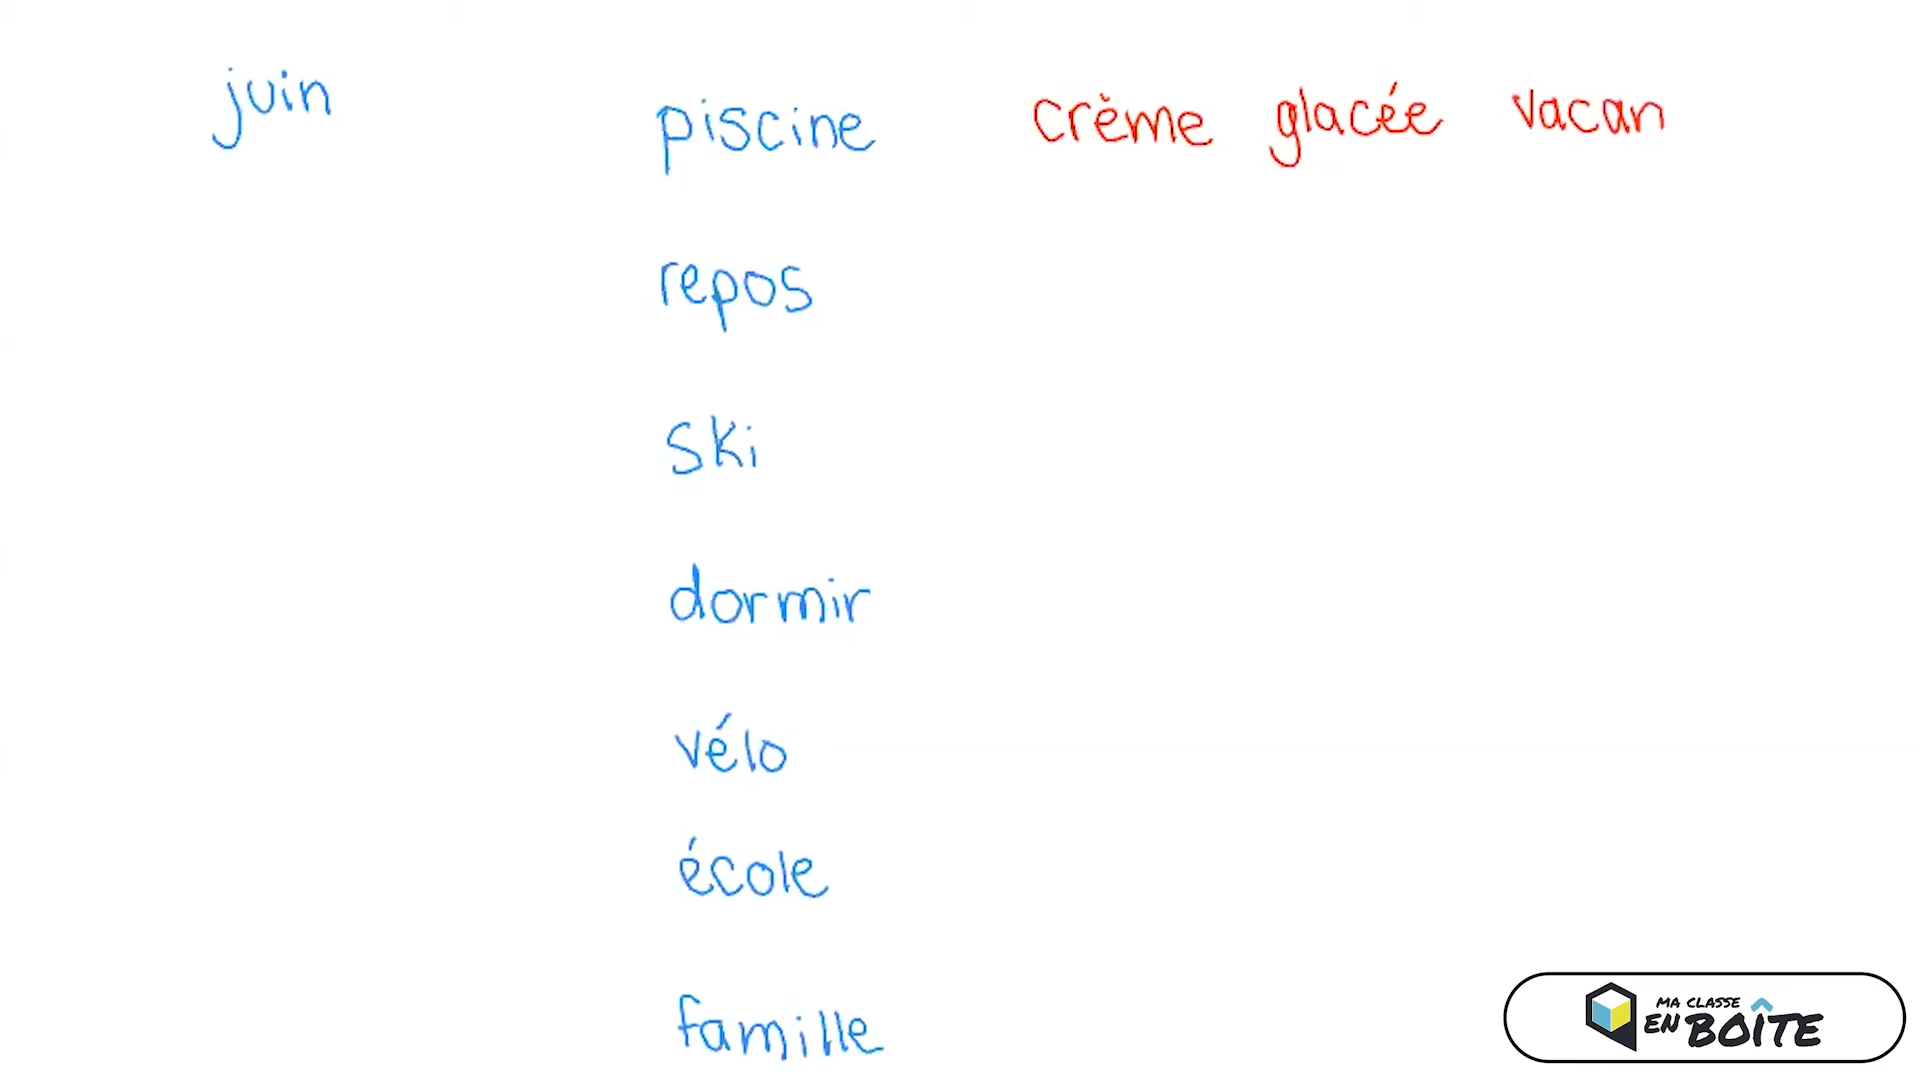 juin piscine crème glacée vacan
repos
ski
dormir
vélo
école
famille
MA CLASSE
EN BOÎTE